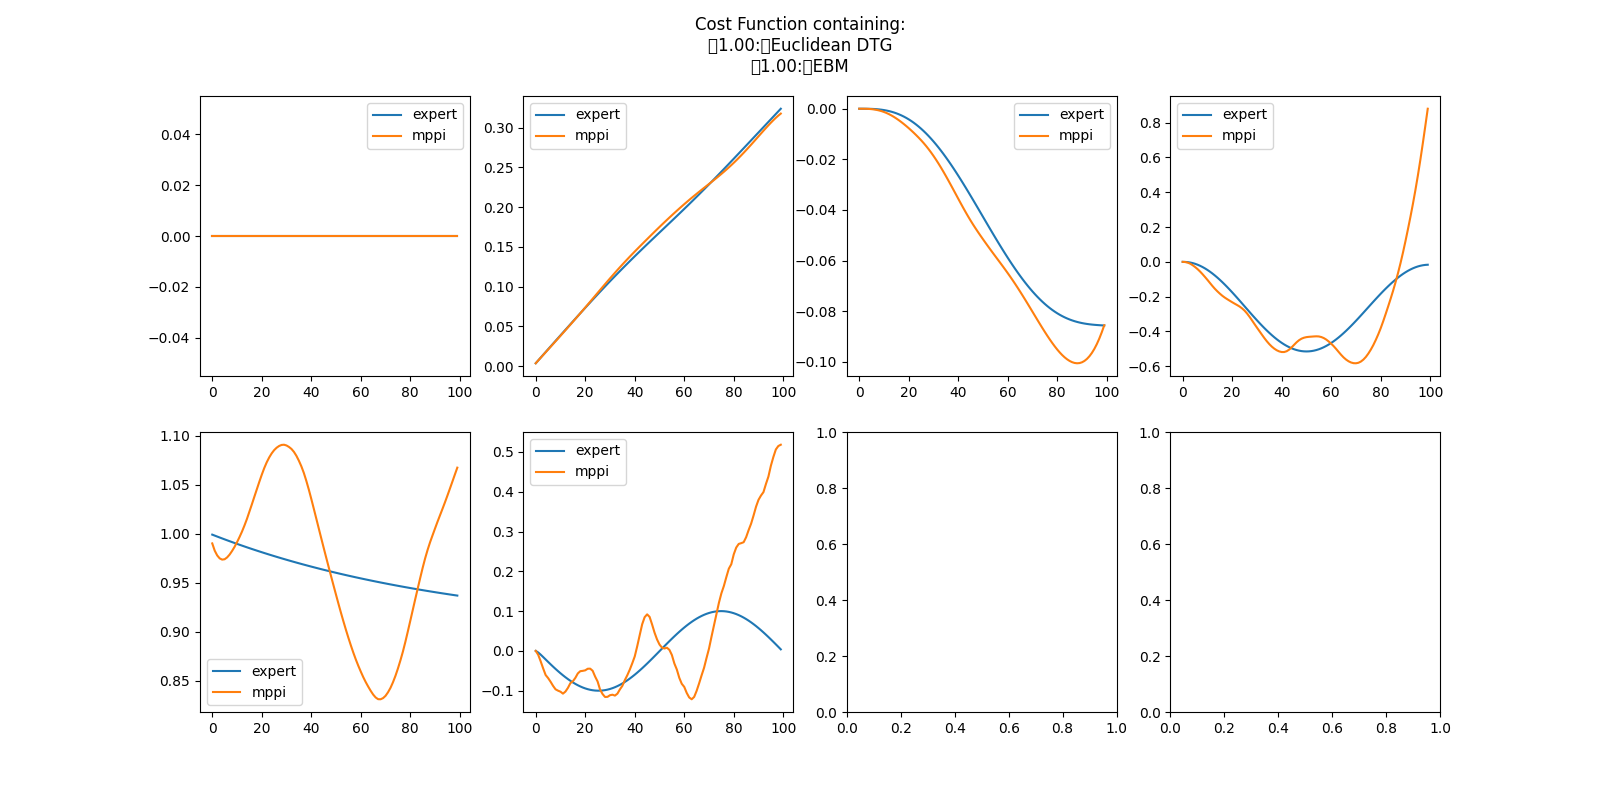 Cost Function containing:
1.00: Euclidean DTG
1.00: EBM
expert
mppi
0.04
0.02
0.00
−0.02
−0.04
0 20 40 60 80 100
expert
mppi
0.30
0.25
0.20
0.15
0.10
0.05
0.00
0 20 40 60 80 100
expert
mppi
0.00
−0.02
−0.04
−0.06
−0.08
−0.10
0 20 40 60 80 100
expert
mppi
0.8
0.6
0.4
0.2
0.0
−0.2
−0.4
−0.6
0 20 40 60 80 100
1.10
1.05
1.00
0.95
0.90
0.85
expert
mppi
0 20 40 60 80 100
expert
mppi
0.5
0.4
0.3
0.2
0.1
0.0
−0.1
0 20 40 60 80 100
1.0
0.8
0.6
0.4
0.2
0.0
0.0 0.2 0.4 0.6 0.8 1.0
1.0
0.8
0.6
0.4
0.2
0.0
0.0 0.2 0.4 0.6 0.8 1.0